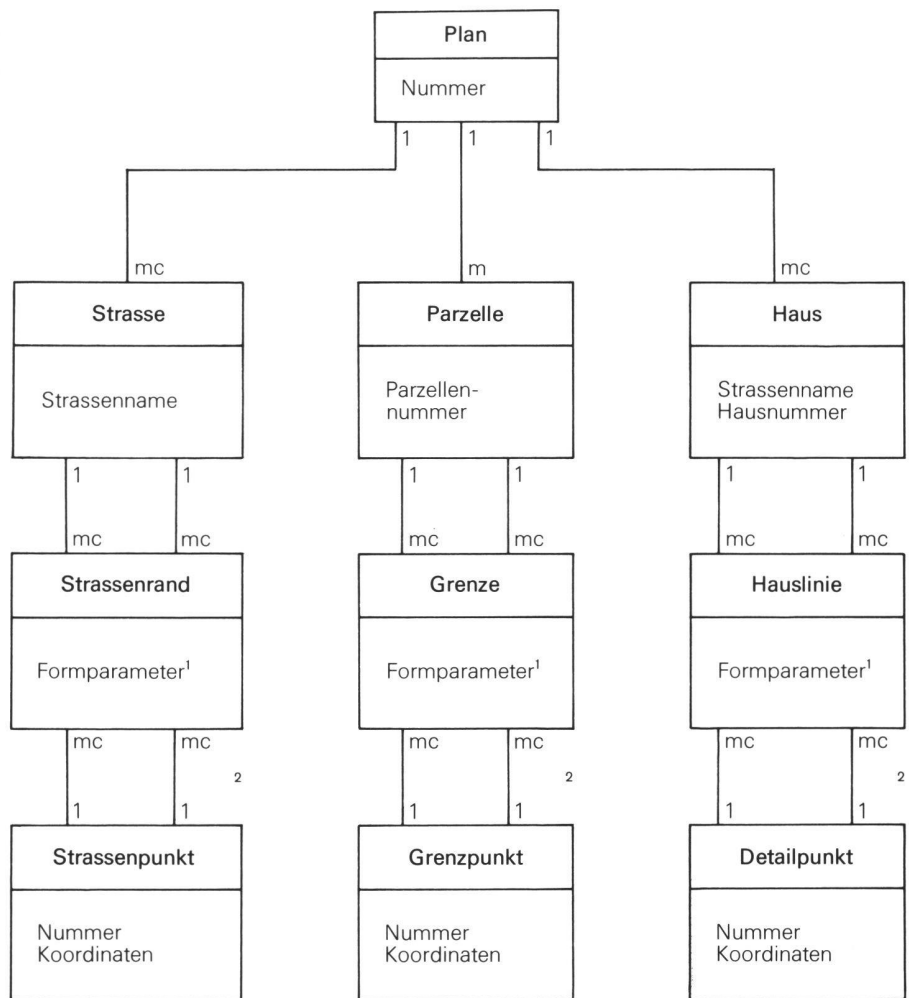 Plan
Nummer
1 1 1
mc m mc
Strasse Parzelle Haus
Strassenname
Parzellen-
nummer
Strassenname
Hausnummer
1 1 1 1 1 1
mc mc mc mc mc mc
Strassenrand Grenze Hauslinie
Formparameter¹ Formparameter¹ Formparameter¹
mc mc mc mc mc mc
2 2 2
1 1 1 1 1 1
Strassenpunkt Grenzpunkt Detailpunkt
Nummer
Koordinaten
Nummer
Koordinaten
Nummer
Koordinaten